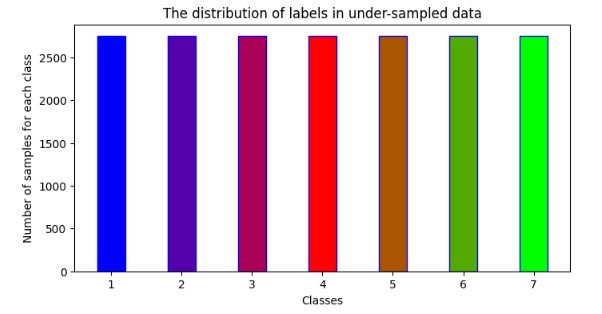 The distribution of labels in under-sampled data
Number of samples for each class
2500
2000
1500
1000
500
0
1 2 3 4 5 6 7
Classes